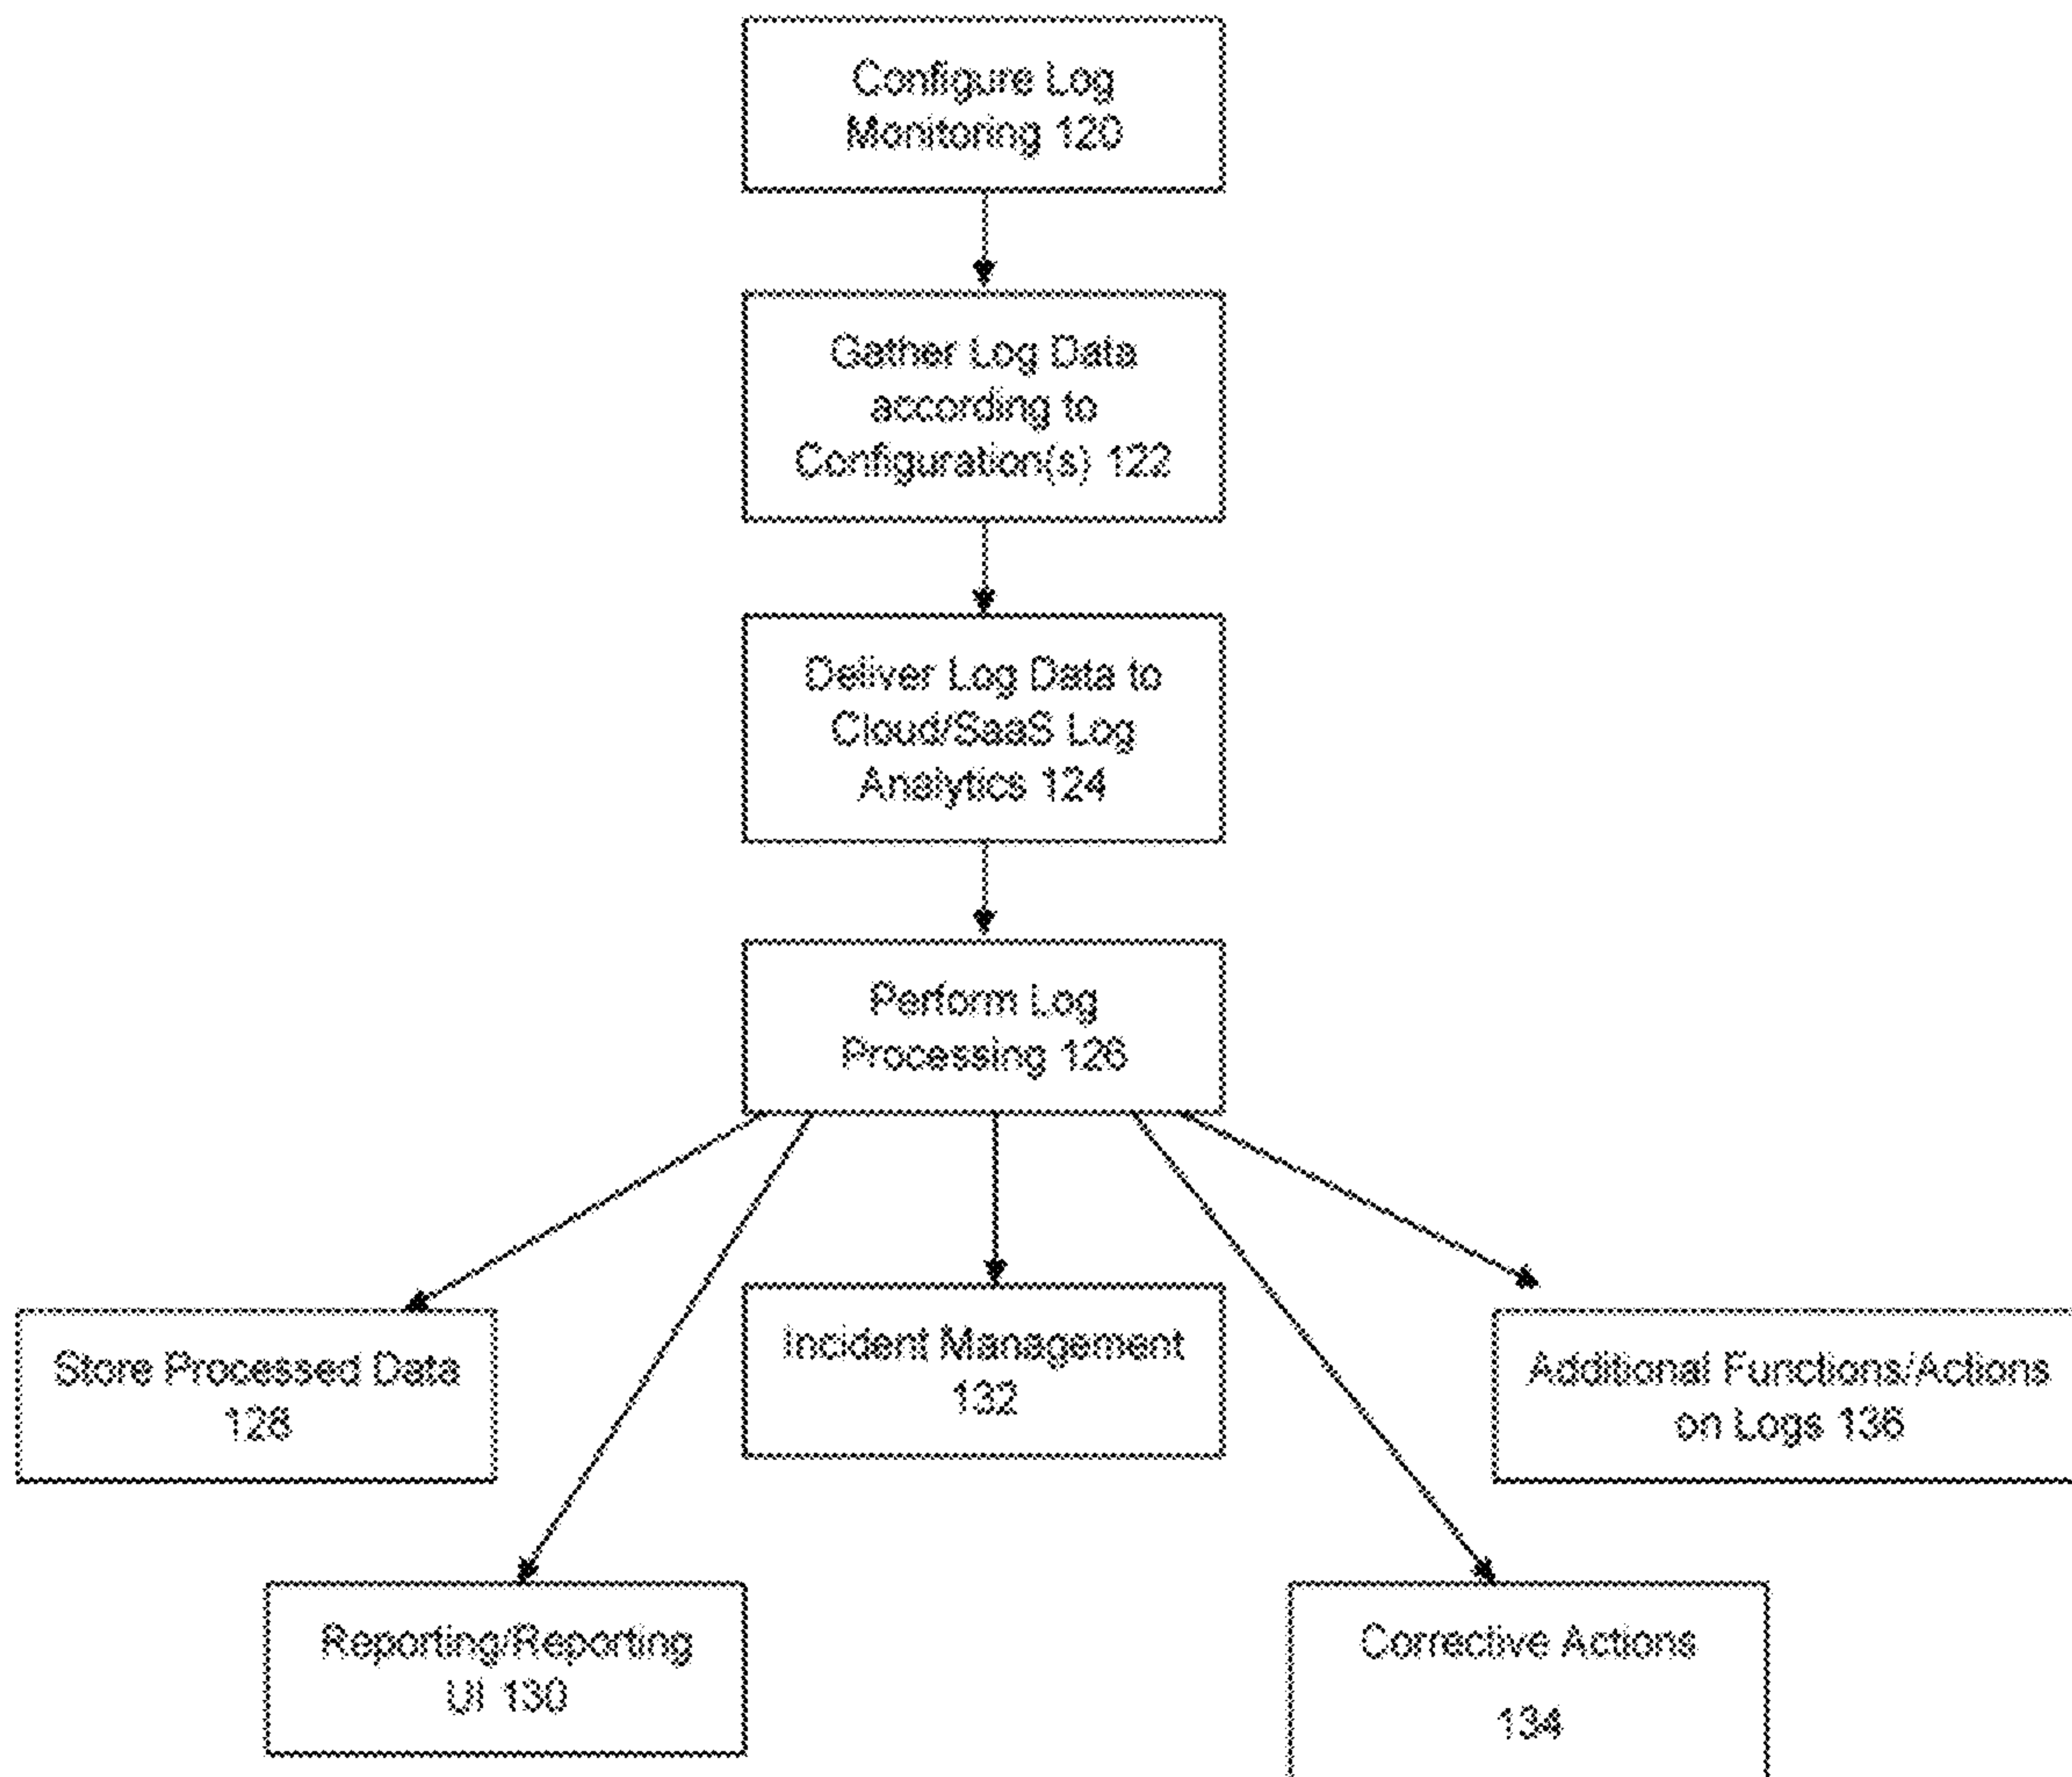 Configure Log
Monitoring 120
Gather Log Data
according to
Configuration(s) 122
Deliver Log Data to
Cloud/SaaS Log
Analytics 124
Perform Log
Processing 126
Store Processed Data
128
Incident Management
132
Additional Functions/Actions
on Logs 136
Reporting/Reporting
UI 130
Corrective Actions
134